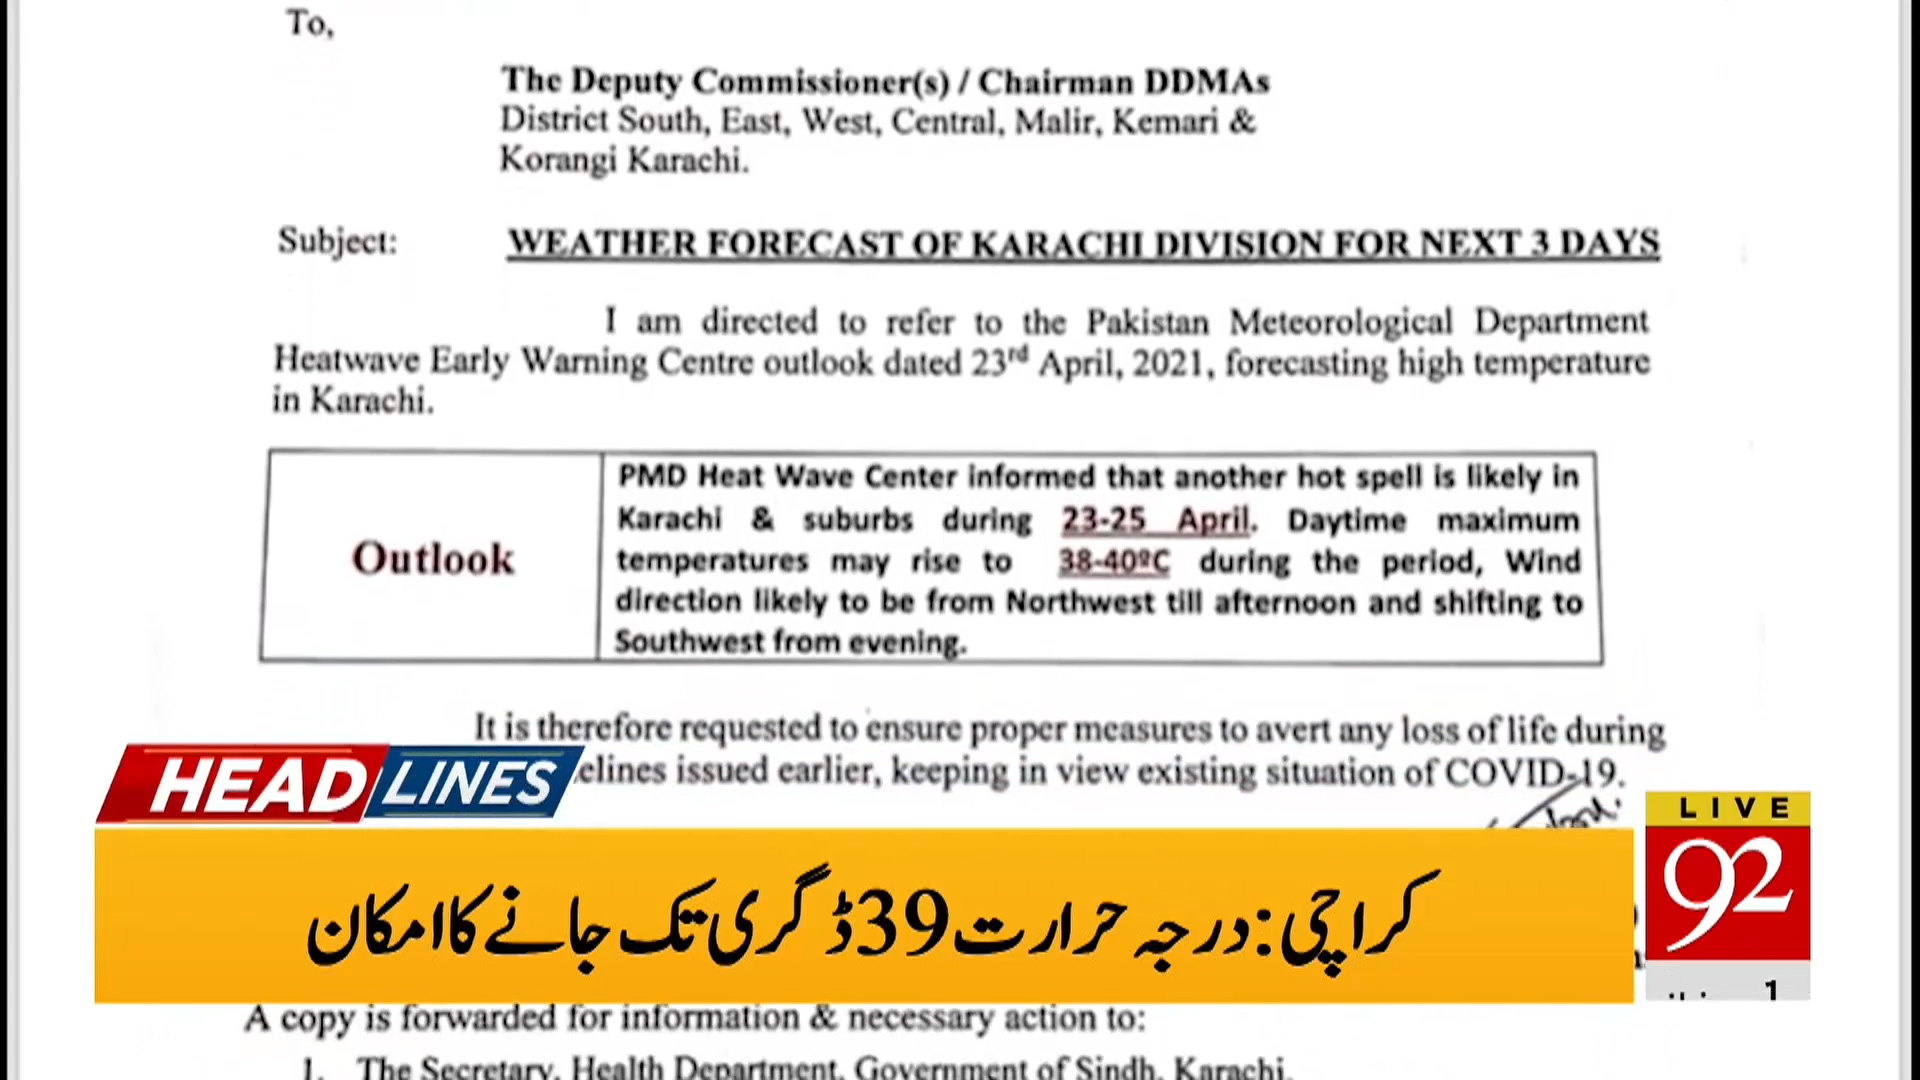 To,
The Deputy Commissioner(s) / Chairman DDMAs
District South, East, West, Central, Malir, Kemari &
Korangi Karachi.
Subject: WEATHER FORECAST OF KARACHI DIVISION FOR NEXT 3 DAYS
I am directed to refer to the Pakistan Meteorological Department
Heatwave Early Warning Centre outlook dated 23rd April, 2021, forecasting high temperature
in Karachi.
Outlook
PMD Heat Wave Center informed that another hot spell is likely in
Karachi & suburbs during 23-25 April. Daytime maximum
temperatures may rise to 38-40ºC during the period, Wind
direction likely to be from Northwest till afternoon and shifting to
Southwest from evening.
It is therefore requested to ensure proper measures to avert any loss of life during
elines issued earlier, keeping in view existing situation of COVID-19.
HEADLINES
LIVE
92
کراچی: درجہ حرارت 39 ڈگری تک جانے کا امکان
1
A copy is forwarded for information & necessary action to:
1. The Secretary, Health Department, Government of Sindh, Karachi.